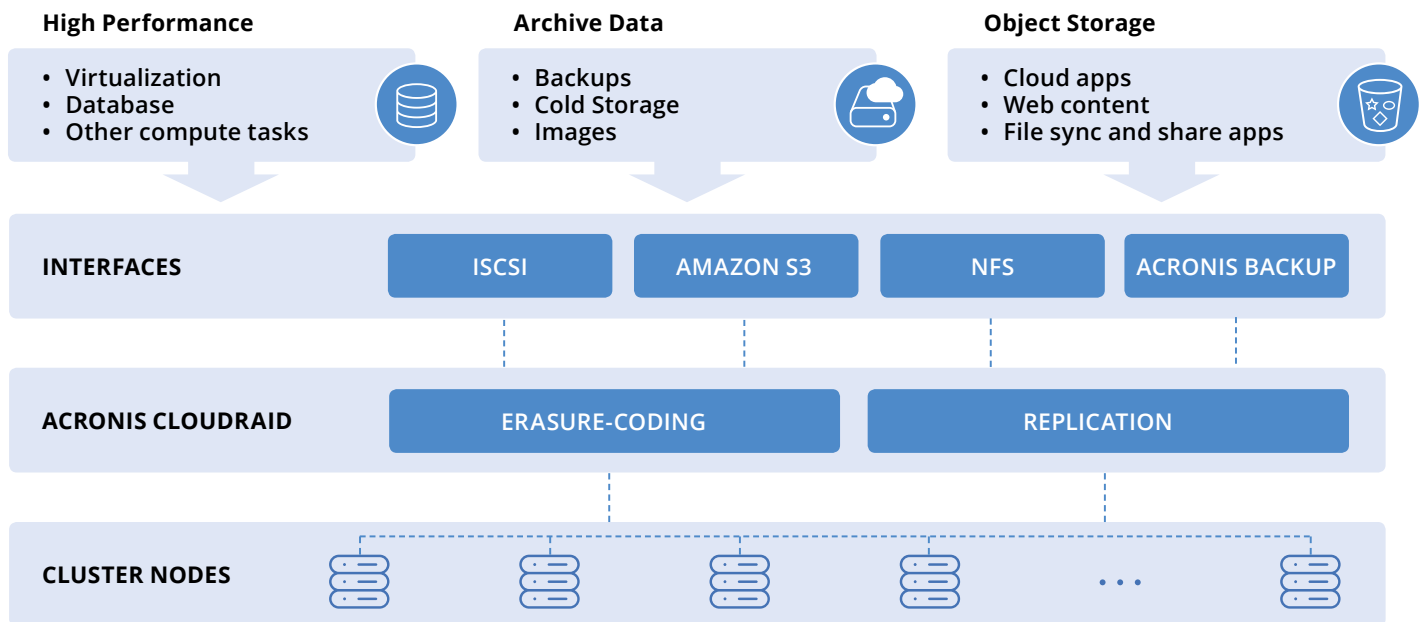 High Performance
• Virtualization
• Database
• Other compute tasks
Archive Data
• Backups
• Cold Storage
• Images
Object Storage
• Cloud apps
• Web content
• File sync and share apps
INTERFACES
ISCSI
AMAZON S3
NFS
ACRONIS BACKUP
ACRONIS CLOUDRAID
ERASURE-CODING
REPLICATION
CLUSTER NODES
...